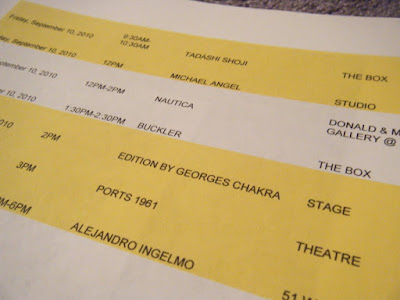 Friday, September 10, 2010 9:30AM-10:30AM TADASHI SHOJI THE BOX
day, September 10, 2010 12PM MICHAEL ANGEL STUDIO
September 10, 2010 12PM-2PM NAUTICA DONALD & M
GALLERY @
10, 2010 1:30PM-2:30PM BUCKLER THE BOX
2010 2PM EDITION BY GEORGES CHAKRA STAGE
3PM PORTS 1961 THEATRE
PM-6PM ALEJANDRO INGELMO 51 W